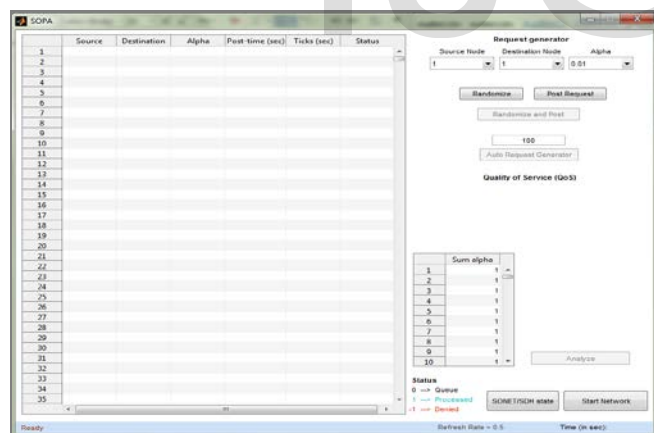 SOPA
Source Destination Alpha Post-time (sec) Ticks (sec) Status
1
2
3
4
5
6
7
8
9
10
11
12
13
14
15
16
17
18
19
20
21
22
23
24
25
26
27
28
29
30
31
32
33
34
35
Request generator
Source Node Destination Node Alpha
1 1 0.01
Randomize Post Request
Randomize and Post
100
Auto Request Generator
Quality of Service (QoS)
Sum alpha
1 1
2 1
3 1
4 1
5 1
6 1
7 1
8 1
9 1
10 1
Analyze
Status
0 --> Queue
1 --> Processed
-1 --> Denied
SONET/SDH state Start Network
Ready Refresh Rate = 0.5 Time (in sec):